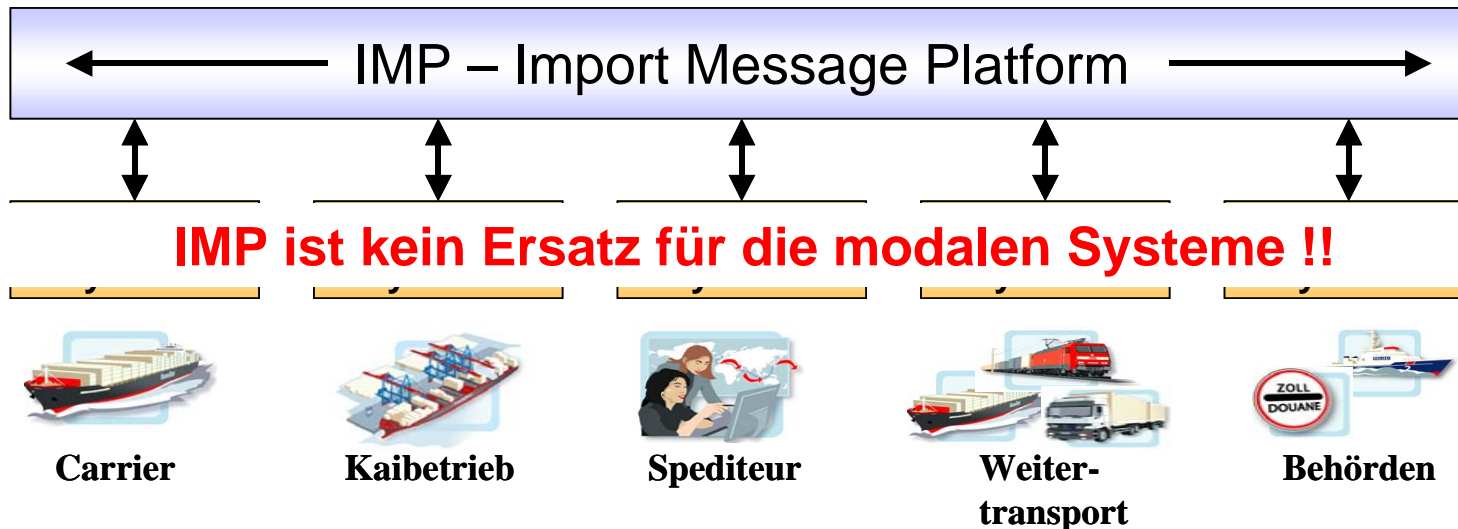 IMP – Import Message Platform
IMP ist kein Ersatz für die modalen Systeme !!
ZOLL
DOUANE
Carrier
Kaibetrieb
Spediteur
Weiter-
transport
Behörden